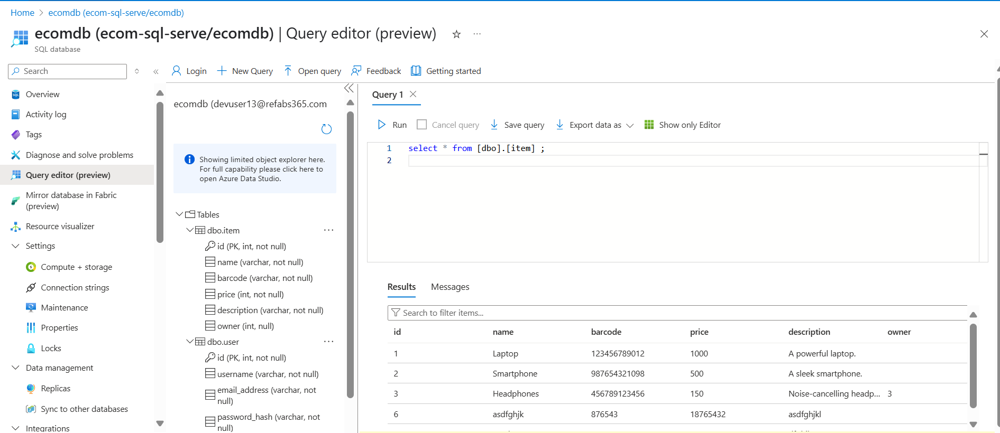 Home > ecomdb (ecom-sql-serve/ecomdb)
ecomdb (ecom-sql-serve/ecomdb) | Query editor (preview)
SQL database
Search
Overview
Activity log
Tags
Diagnose and solve problems
Query editor (preview)
Mirror database in Fabric
(preview)
Resource visualizer
Settings
Compute + storage
Connection strings
Maintenance
Properties
Locks
Data management
Replicas
Sync to other databases
Integrations
Login
New Query
Open query
Feedback
Getting started
ecomdb (devuser13@refabs365.com
Showing limited object explorer here.
For full capability please click here to
open Azure Data Studio.
Tables
dbo.item
id (PK, int, not null)
name (varchar, not null)
barcode (varchar, not null)
price (int, not null)
description (varchar, not null)
owner (int, null)
dbo.user
id (PK, int, not null)
username (varchar, not null)
email_address (varchar, not
null)
password_hash (varchar, not
null)
Query 1
Run
Cancel query
Save query
Export data as
Show only Editor
1 select * from [dbo].[item] ;
2
Results
Messages
Search to filter items...
id name barcode price description owner
1 Laptop 123456789012 1000 A powerful laptop.
2 Smartphone 987654321098 500 A sleek smartphone.
3 Headphones 456789123456 150 Noise-cancelling headp... 3
6 asdfghjk 876543 18765432 asdfghjkl